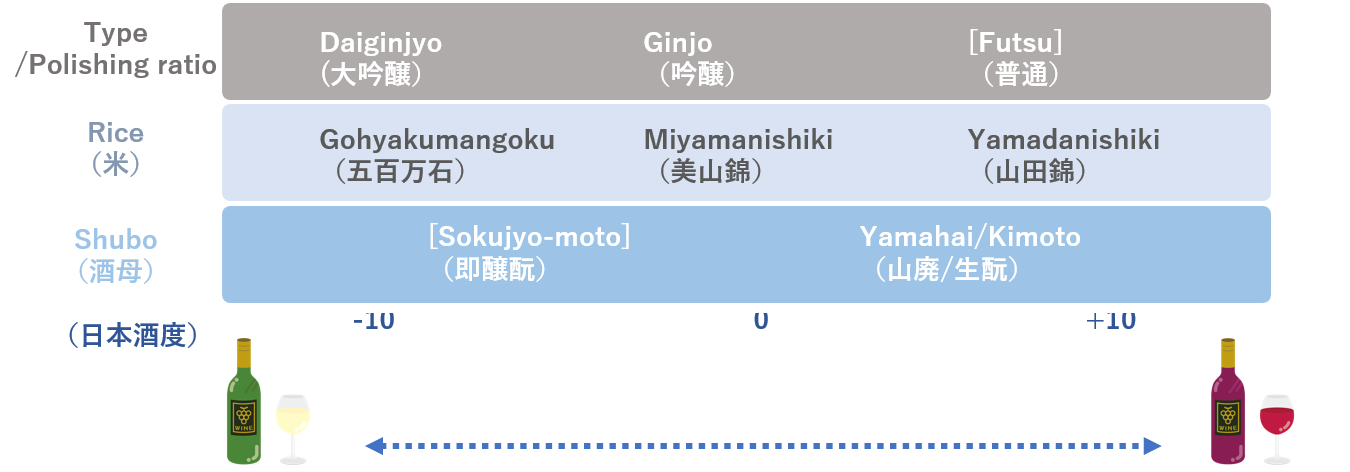 Type
/Polishing ratio
Daiginjyo
(大吟醸)
Ginjo
(吟醸)
[Futsu]
(普通)
Rice
(米)
Gohyakumangoku
(五百万石)
Miyamanishiki
(美山錦)
Yamadanishiki
(山田錦)
Shubo
(酒母)
[Sokujyo-moto]
(即醸酛)
Yamahai/Kimoto
(山廃/生酛)
(日本酒度)
-10
0
+10
WINE
WINE